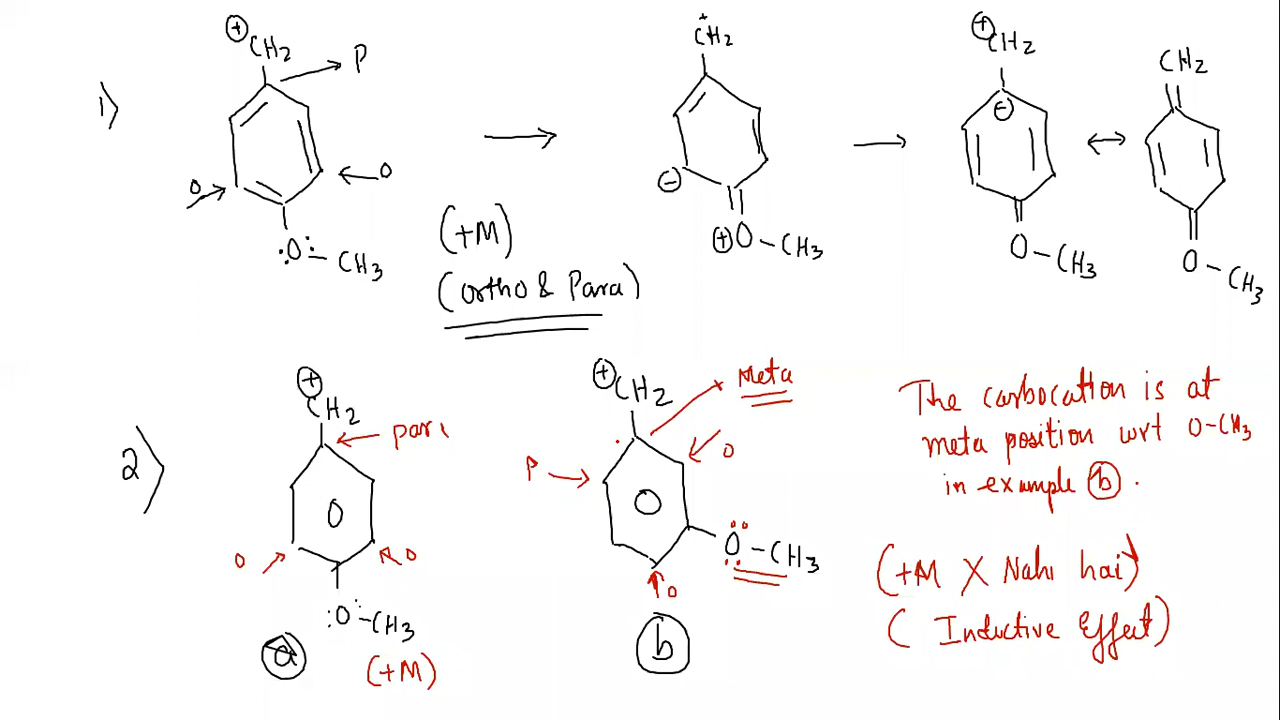 1)
⊕
CH2
P
O
O
:Ö:-CH3
(+M)
(ortho & Para)
+
CH2
⊖
⊕O-CH3
⊕
CH2
⊖
O-CH3
CH2
O-CH3
2)
⊕
CH2
para
O
O
O
:Ö-CH3
a
(+M)
⊕
CH2
Meta
P
O
O
O
O-CH3
b
The carbocation is at
meta position wrt O-CH3
in example b.
(+M X Nahi hai)
(Inductive Effect)